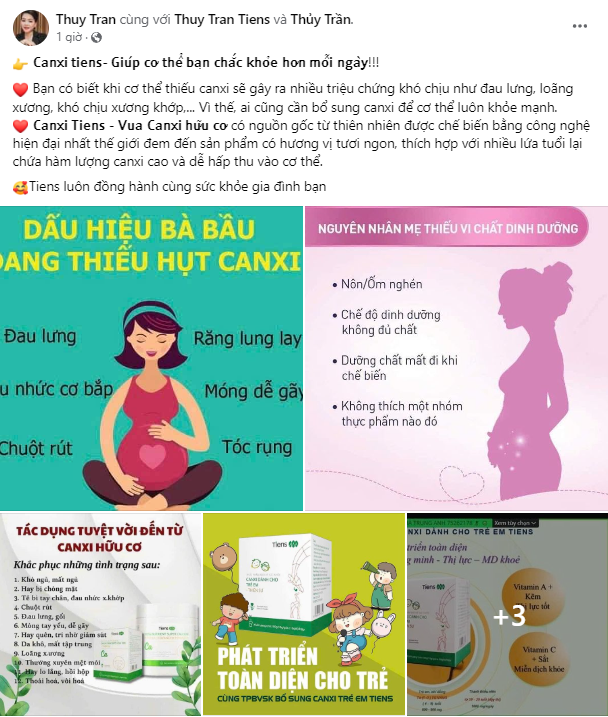 Thuy Tran cùng với Thuy Tran Tiens và Thủy Trần.
1 giờ ·
👉 Canxi tiens- Giúp cơ thể bạn chắc khỏe hơn mỗi ngày!!!
❤️ Bạn có biết khi cơ thể thiếu canxi sẽ gây ra nhiều triệu chứng khó chịu như đau lưng, loãng
xương, khó chịu xương khớp,... Vì thế, ai cũng cần bổ sung canxi để cơ thể luôn khỏe mạnh.
❤️ Canxi Tiens - Vua Canxi hữu cơ có nguồn gốc từ thiên nhiên được chế biến bằng công nghệ
hiện đại nhất thế giới đem đến sản phẩm có hương vị tươi ngon, thích hợp với nhiều lứa tuổi lại
chứa hàm lượng canxi cao và dễ hấp thu vào cơ thể.
🥰Tiens luôn đồng hành cùng sức khỏe gia đình bạn
DẤU HIỆU BÀ BẦU
ĐANG THIẾU HỤT CANXI
Đau lưng
Răng lung lay
nhức cơ bắp
Móng dễ gãy
Chuột rút
Tóc rụng
NGUYÊN NHÂN MẸ THIẾU VI CHẤT DINH DƯỠNG
• Nôn/Ốm nghén
• Chế độ dinh dưỡng
không đủ chất
• Dưỡng chất mất đi khi
chế biến
• Không thích một nhóm
thực phẩm nào đó
TÁC DỤNG TUYỆT VỜI ĐẾN TỪ
CANXI HỮU CƠ
Khắc phục những tình trạng sau:
1. Khó ngủ, mất ngủ
2. Hay bị chóng mặt
3. Tê bì tay chân, đau nhức x.khớp
4. Chuột rút
5. Đ.au lưng, gối
6. Móng tay yếu, dễ gãy
7. Hay quên, trí nhớ giảm sút
8. Da khô, mất tập trung
9. Loãng x.ương
10. Thường xuyên mệt mỏi
11. Hay lo lắng, hồi hộp
12. Thoái hoá, vôi hoá
Tiens
Ca
Tiens
CANXI DÀNH CHO
TRẺ EM
PHÁT TRIỂN
TOÀN DIỆN CHO TRẺ
CÙNG TPBVSK BỔ SUNG CANXI TRẺ EM TIENS
Xem tùy chọn
CANXI DÀNH CHO TRẺ EM TIENS
triển toàn diện
minh - Thị lực – MD khoẻ
Vitamin A +
Kẽm
lực tốt
+3
Vitamin C
+ Sắt
Miễn dịch khỏe